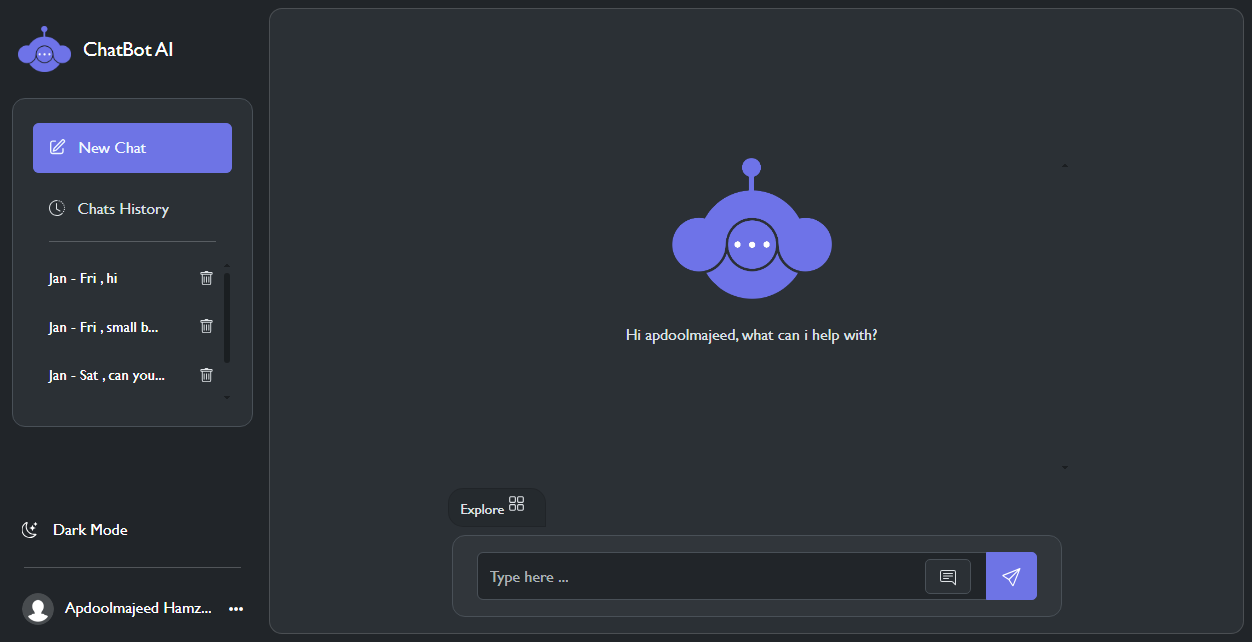 ChatBot AI
New Chat
Chats History
Jan - Fri , hi
Jan - Fri , small b...
Jan - Sat , can you...
Dark Mode
Apdoolmajeed Hamz...
Hi apdoolmajeed, what can i help with?
Explore
Type here ...